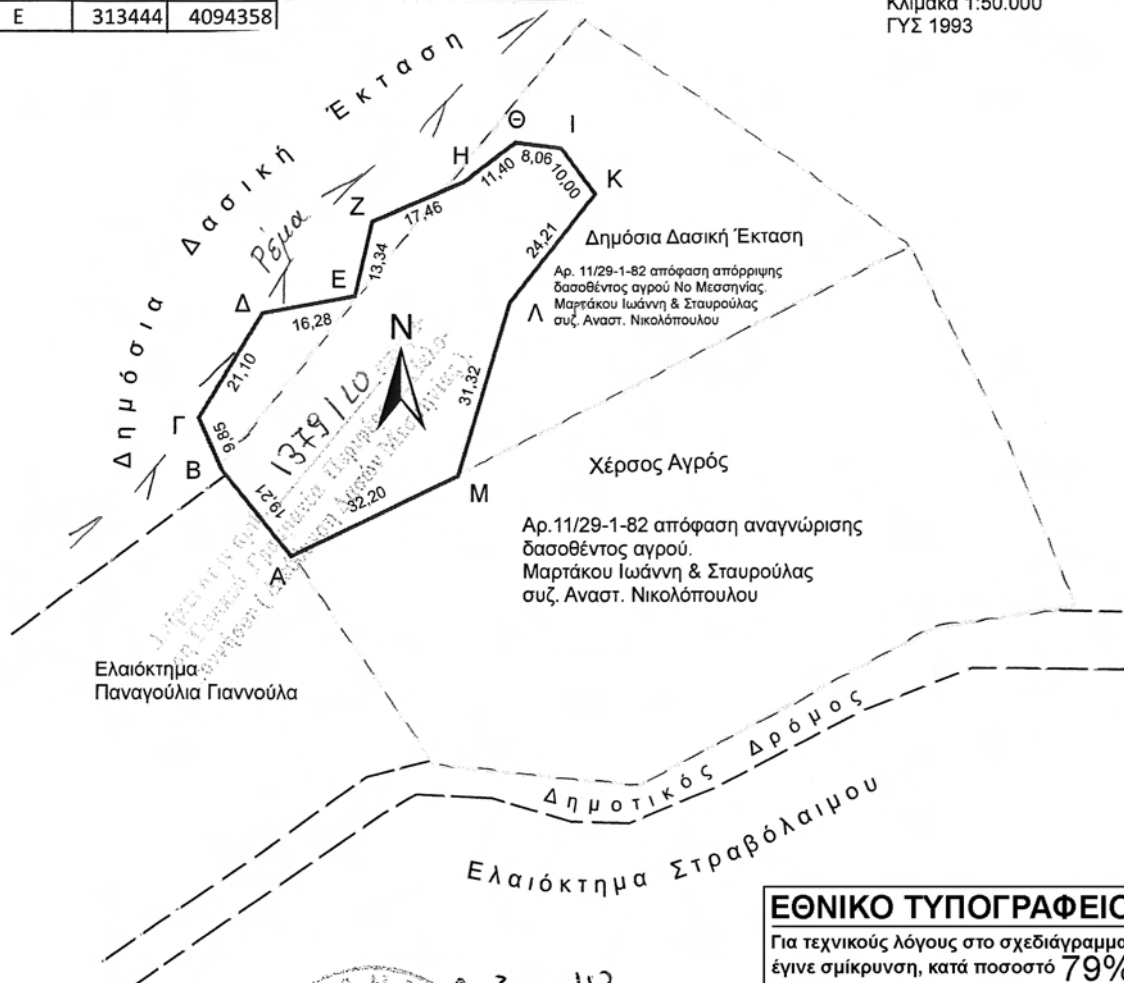 Ε 313444 4094358
Κλίμακα 1:50.000
ΓΥΣ 1993
Δημόσια Δασική Έκταση
Ρέμα
Θ
Ι
Η
11,40
8,06
10,00
Κ
Ζ
17,46
24,21
Δημόσια Δασική Έκταση
13,34
Αρ. 11/29-1-82 απόφαση απόρριψης
δασοθέντος αγρού Νο Μεσσηνίας.
Μαρτάκου Ιωάννη & Σταυρούλας
συζ. Αναστ. Νικολόπουλου
Ε
Δ
16,28
Λ
Ν
21,10
31,32
Γ
9,85
1379
Β
Χέρσος Αγρός
19,21
32,20
Μ
Αρ.11/29-1-82 απόφαση αναγνώρισης
δασοθέντος αγρού.
Μαρτάκου Ιωάννη & Σταυρούλας
συζ. Αναστ. Νικολόπουλου
Α
Ελαιόκτημα
Παναγούλια Γιαννούλα
Δημοτικός Δρόμος
Ελαιόκτημα Στραβόλαιμου
ΕΘΝΙΚΟ ΤΥΠΟΓΡΑΦΕΙΟ
Για τεχνικούς λόγους στο σχεδιάγραμμα
έγινε σμίκρυνση, κατά ποσοστό 79%